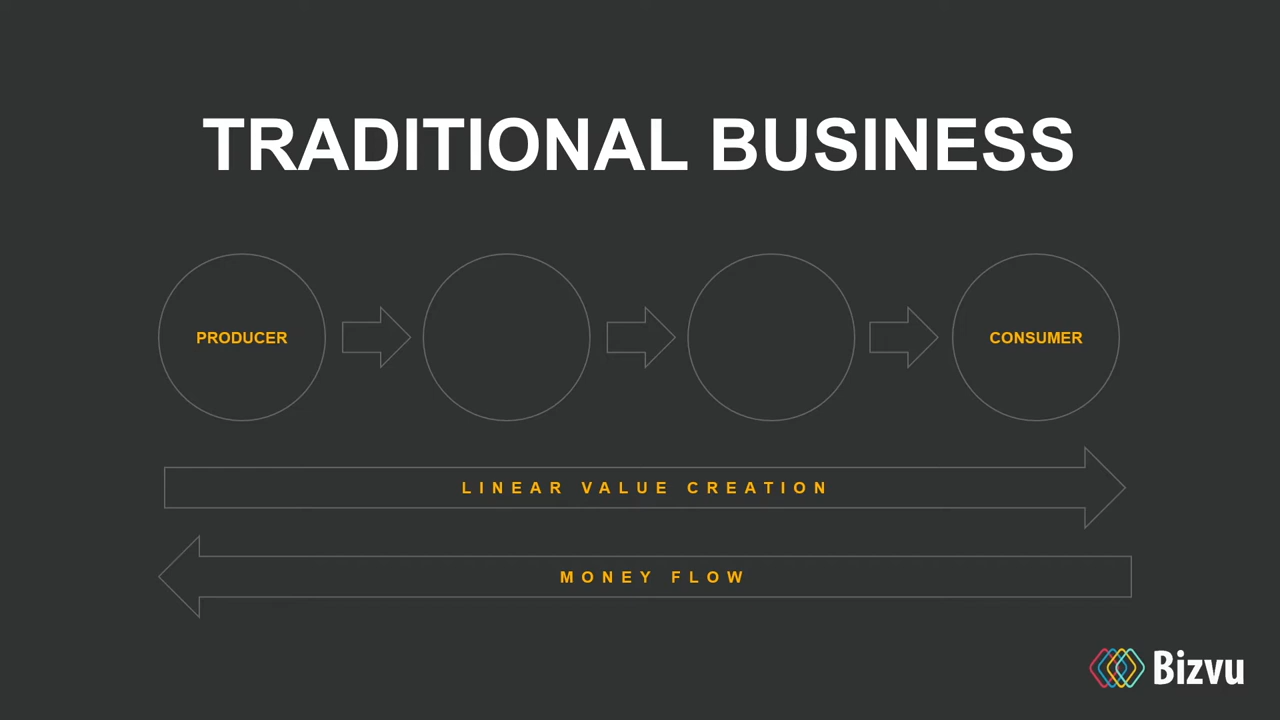 TRADITIONAL BUSINESS
PRODUCER
CONSUMER
LINEAR VALUE CREATION
MONEY FLOW
Bizvu